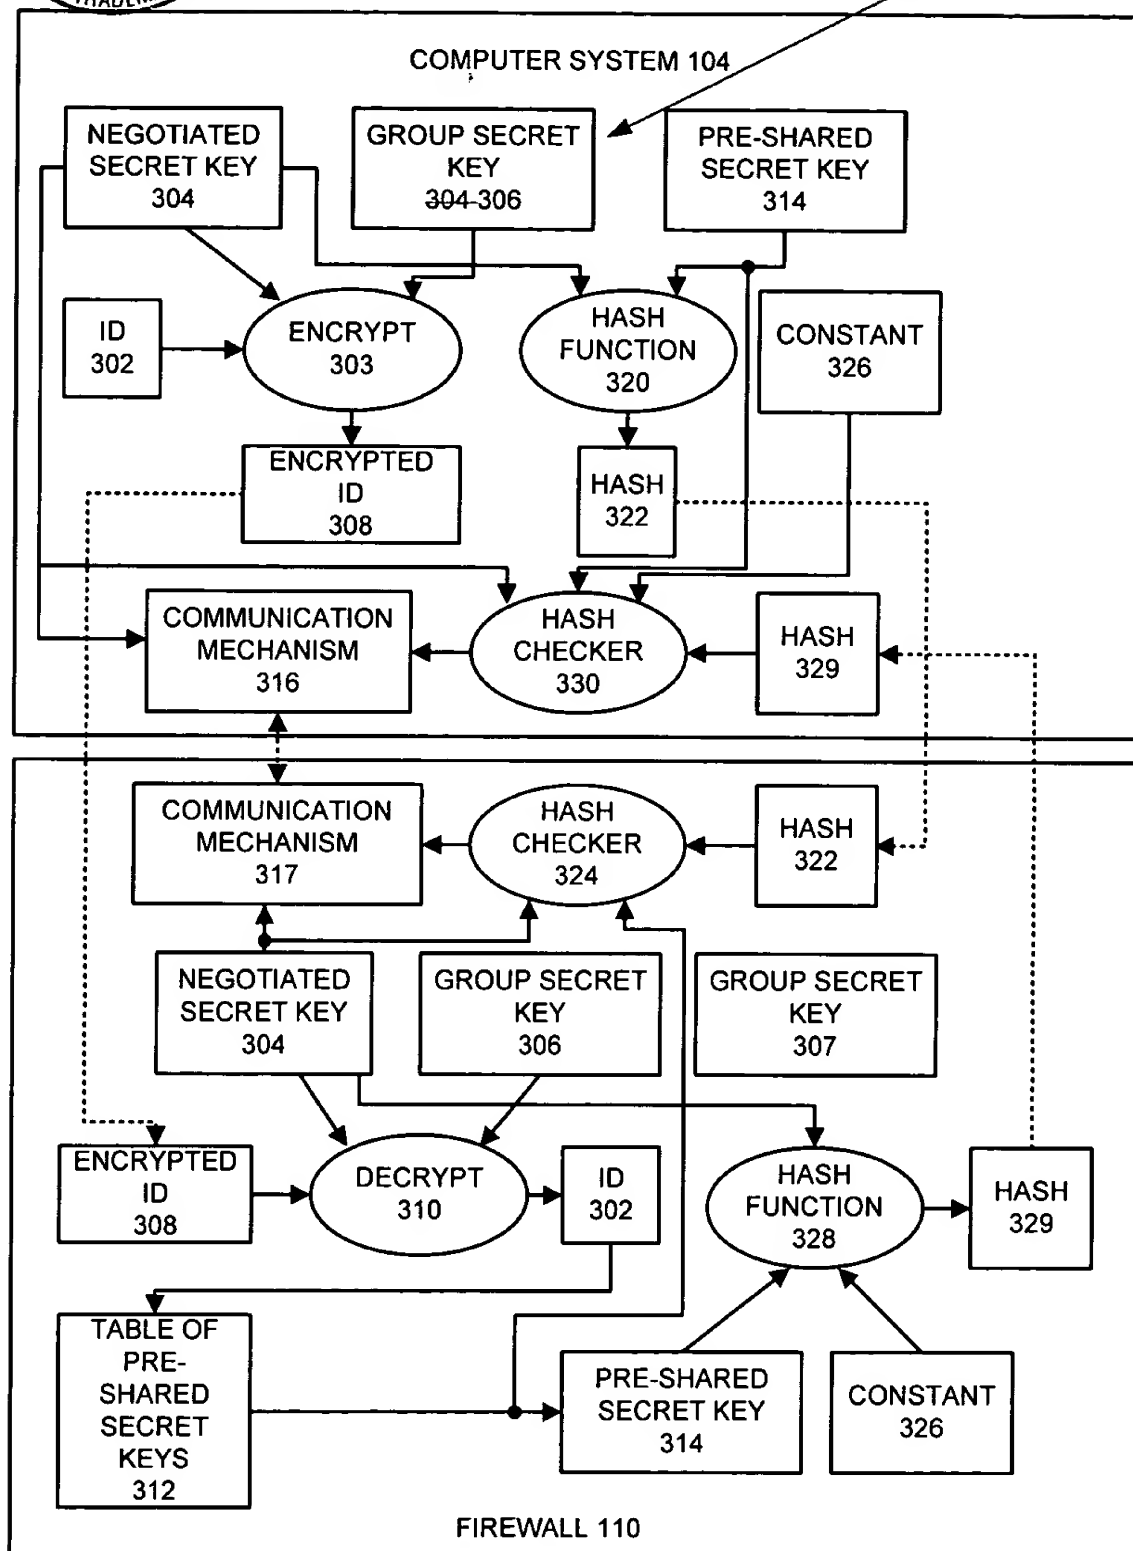 TRADEM
COMPUTER SYSTEM 104
NEGOTIATED
SECRET KEY
304
GROUP SECRET
KEY
304 306
PRE-SHARED
SECRET KEY
314
ID
302
ENCRYPT
303
HASH
FUNCTION
320
CONSTANT
326
ENCRYPTED
ID
308
HASH
322
COMMUNICATION
MECHANISM
316
HASH
CHECKER
330
HASH
329
COMMUNICATION
MECHANISM
317
HASH
CHECKER
324
HASH
322
NEGOTIATED
SECRET KEY
304
GROUP SECRET
KEY
306
GROUP SECRET
KEY
307
ENCRYPTED
ID
308
DECRYPT
310
ID
302
HASH
FUNCTION
328
HASH
329
TABLE OF
PRE-
SHARED
SECRET
KEYS
312
PRE-SHARED
SECRET KEY
314
CONSTANT
326
FIREWALL 110